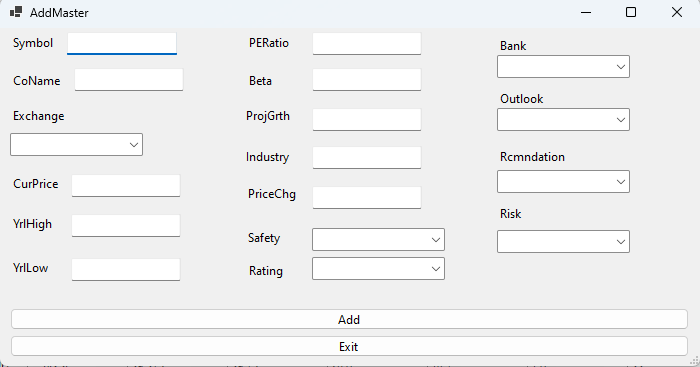 AddMaster
Symbol
CoName
Exchange
CurPrice
YrlHigh
YrlLow
PERatio
Beta
ProjGrth
Industry
PriceChg
Safety
Rating
Bank
Outlook
Rcmndation
Risk
Add
Exit